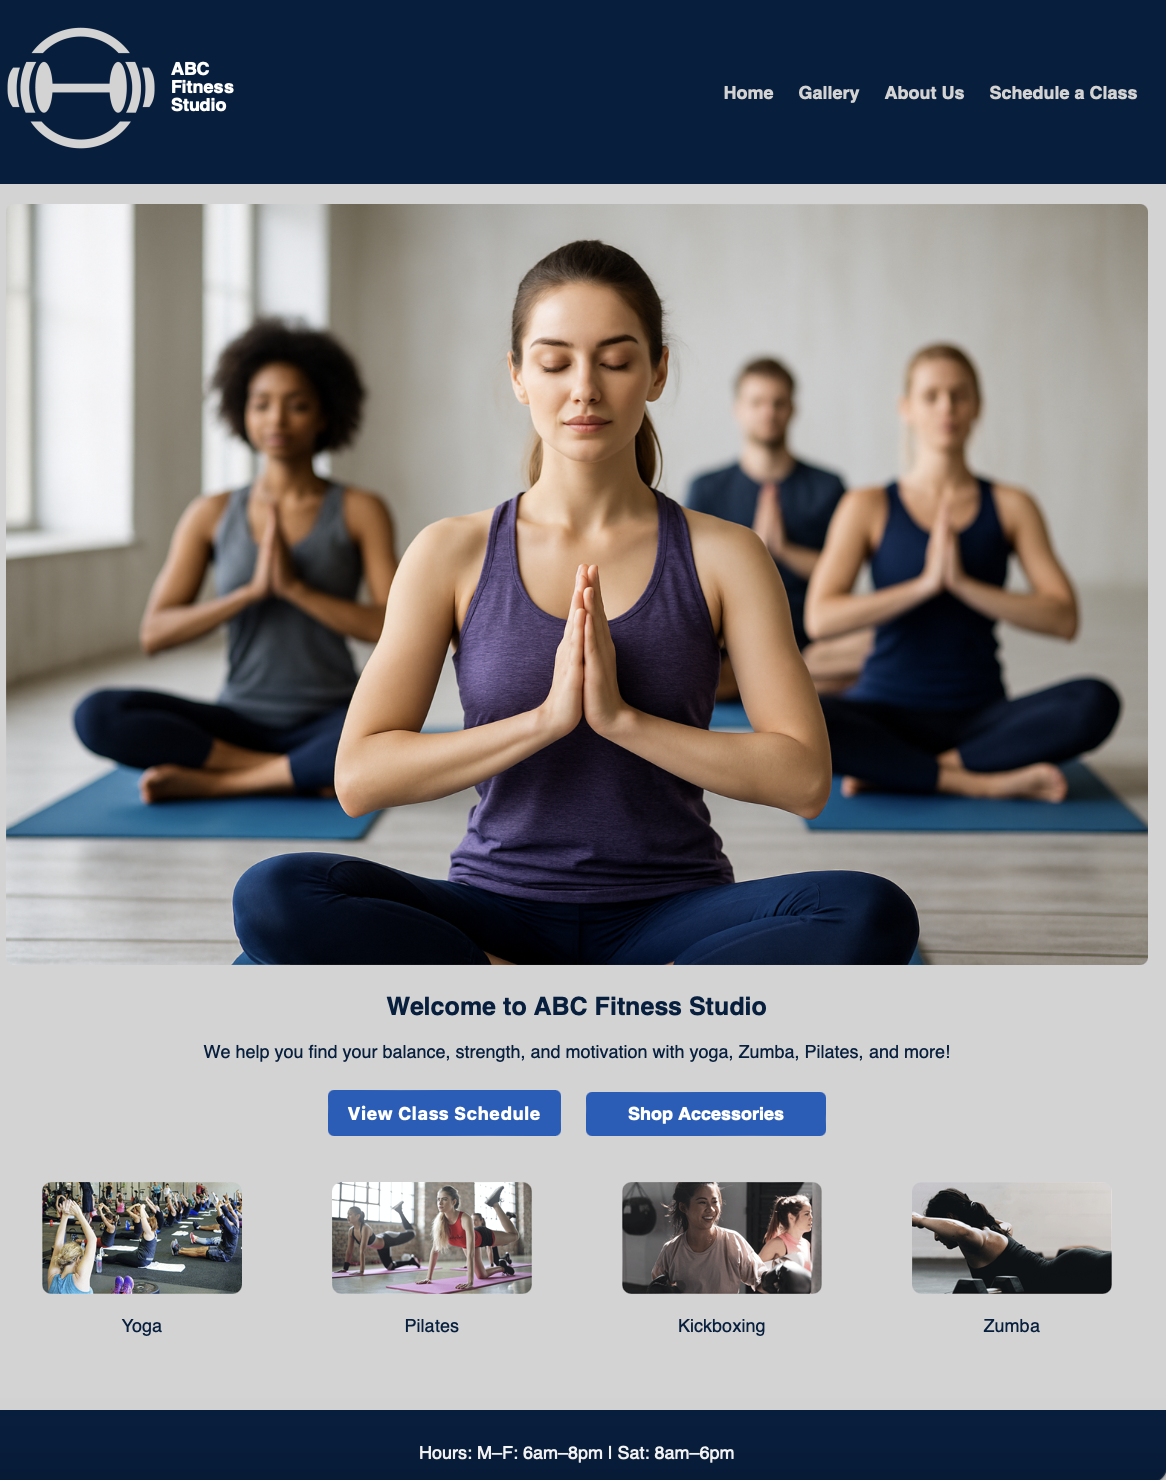 ABC
Fitness
Studio
Home Gallery About Us Schedule a Class
Welcome to ABC Fitness Studio
We help you find your balance, strength, and motivation with yoga, Zumba, Pilates, and more!
View Class Schedule Shop Accessories
Yoga Pilates Kickboxing Zumba
Hours: M–F: 6am–8pm | Sat: 8am–6pm